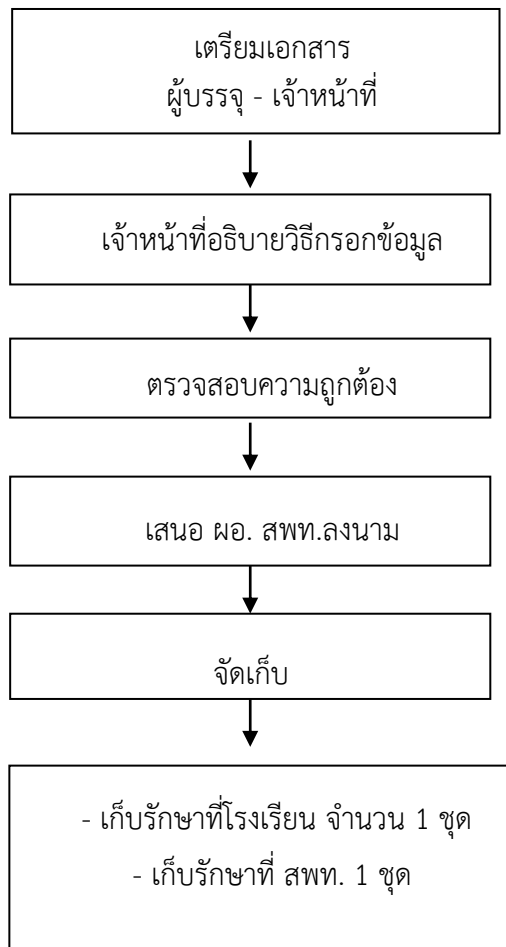 เตรียมเอกสาร
ผู้บรรจุ - เจ้าหน้าที่
เจ้าหน้าที่อธิบายวิธีกรอกข้อมูล
ตรวจสอบความถูกต้อง
เสนอ ผอ. สพท.ลงนาม
จัดเก็บ
- เก็บรักษาที่โรงเรียน จำนวน 1 ชุด
- เก็บรักษาที่ สพท. 1 ชุด